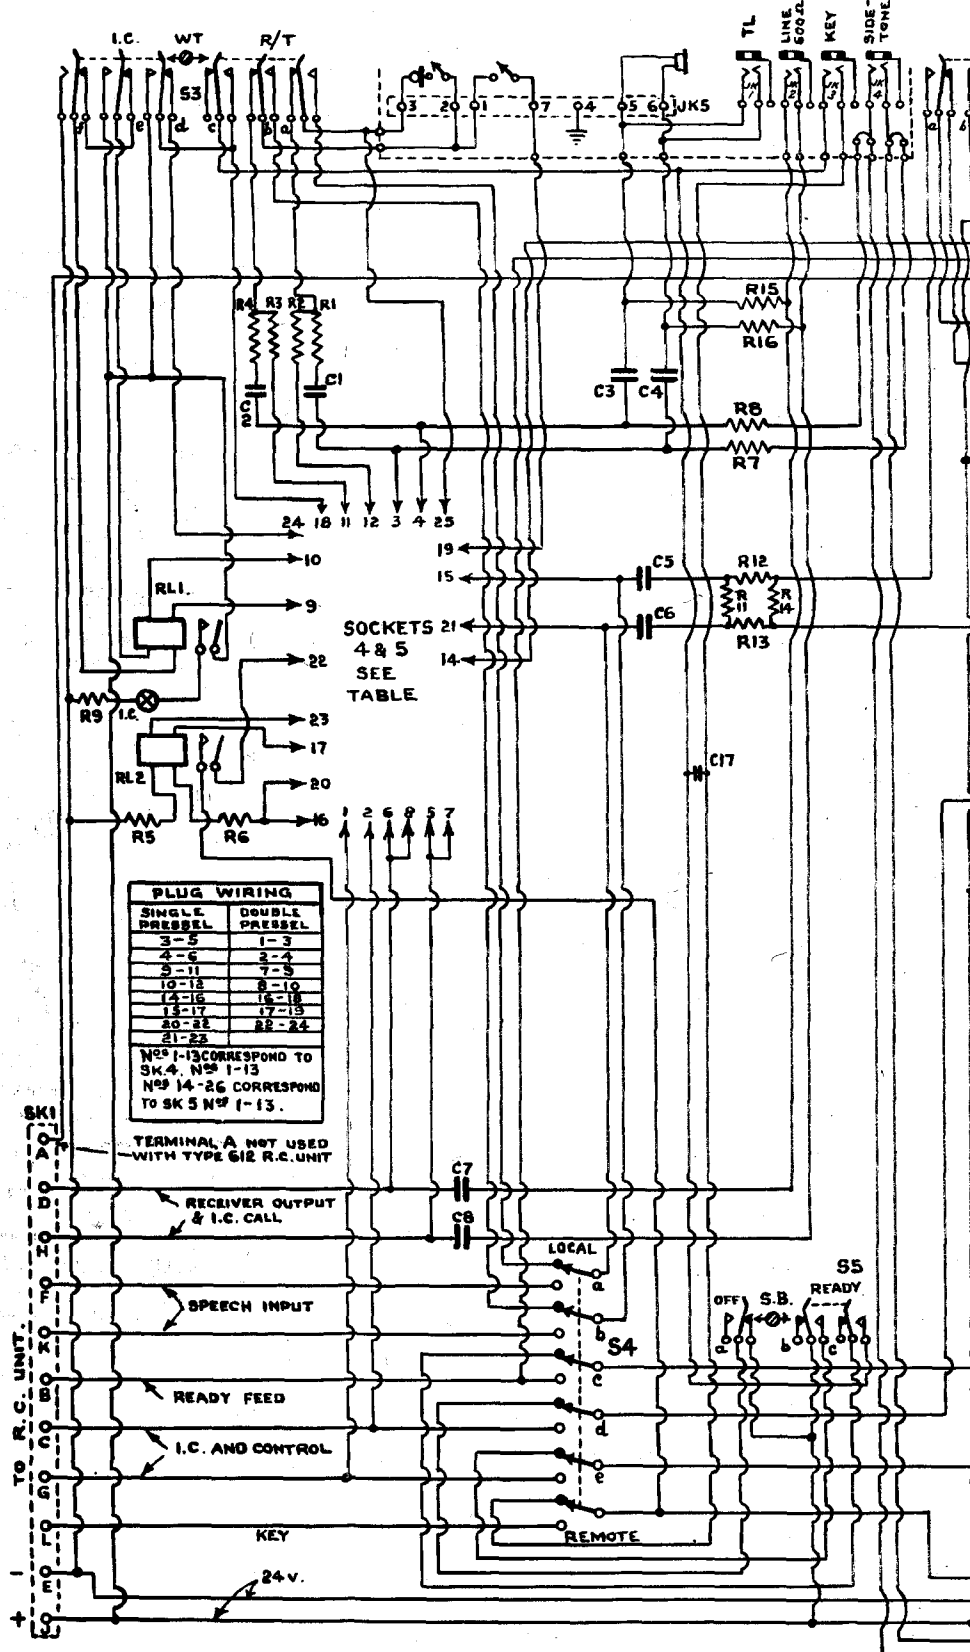 TL
LINE 600Ω
KEY
SIDE-TONE
I.C. WT R/T
S3
f e d c b a
3 2 1 7 4 5 6 JK5
JK 1
JK 2
JK 3
JK 4
a b
R15
R16
R4 R3 R2 R1
C1
C2
C3 C4
R8
R7
24 18 11 12 3 4 25
19
10
15
C5 R12
RL1.
R11 R14
9
SOCKETS
4 & 5
SEE
TABLE
21
C6
R13
22
14
R9 I.C.
23
17
C17
RL2
20
R5 R6
16
1 2 6 8 5 7
PLUG WIRING
SINGLE PRESSEL DOUBLE PRESSEL
3-5 1-3
4-6 2-4
9-11 7-9
10-12 8-10
14-16 16-18
15-17 17-19
20-22 22-24
21-23
Nos 1-13 CORRESPOND TO
SK.4. Nos 1-13
Nos 14-26 CORRESPOND
TO SK 5 Nos 1-13.
SK1
A
TERMINAL A NOT USED
WITH TYPE 612 R.C. UNIT
C7
D
RECEIVER OUTPUT
& I.C. CALL
C8
H
LOCAL
S5
F
a
READY
SPEECH INPUT
OFF S.B.
b
K
S4
a b c
B
READY FEED
c
C
d
I.C. AND CONTROL
G
e
L
KEY
REMOTE
TO R.C. UNIT.
- E
24 v.
+ J